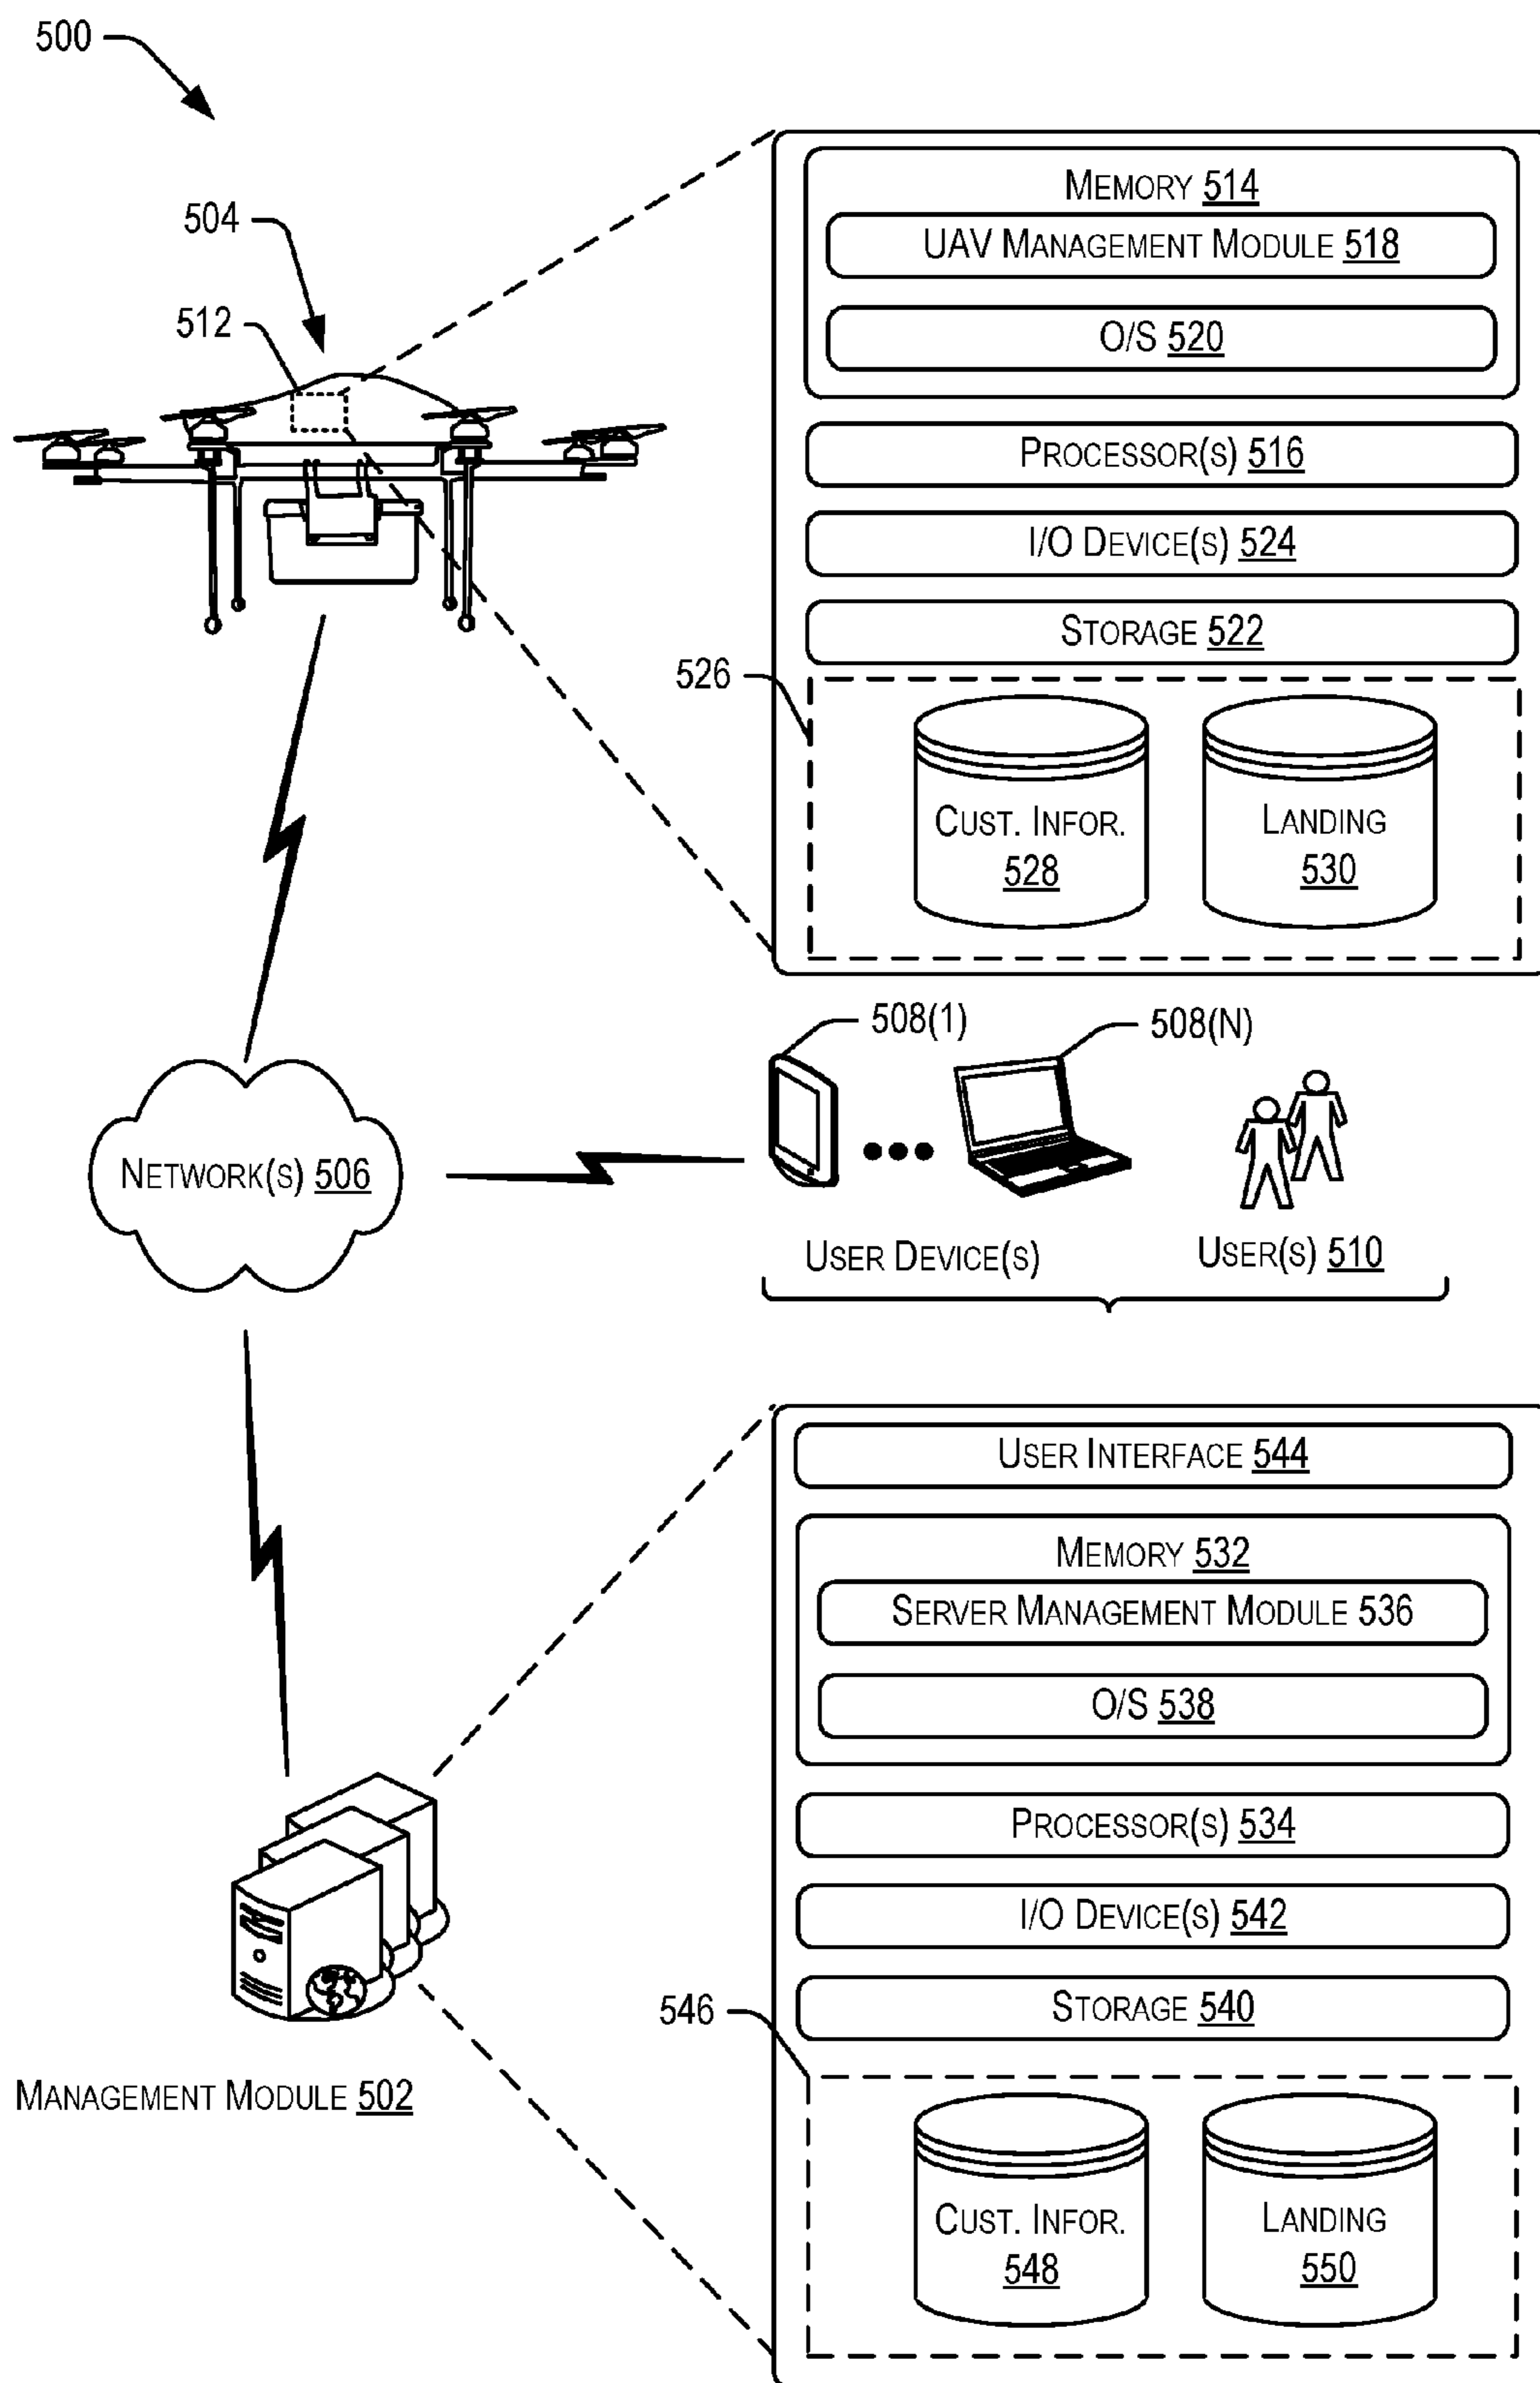 500
504
512
MEMORY 514
UAV MANAGEMENT MODULE 518
O/S 520
PROCESSOR(S) 516
I/O DEVICE(S) 524
STORAGE 522
526
CUST. INFOR.
528
LANDING
530
508(1)
508(N)
NETWORK(S) 506
USER DEVICE(S)
USER(S) 510
USER INTERFACE 544
MEMORY 532
SERVER MANAGEMENT MODULE 536
O/S 538
PROCESSOR(S) 534
I/O DEVICE(S) 542
STORAGE 540
546
MANAGEMENT MODULE 502
CUST. INFOR.
548
LANDING
550